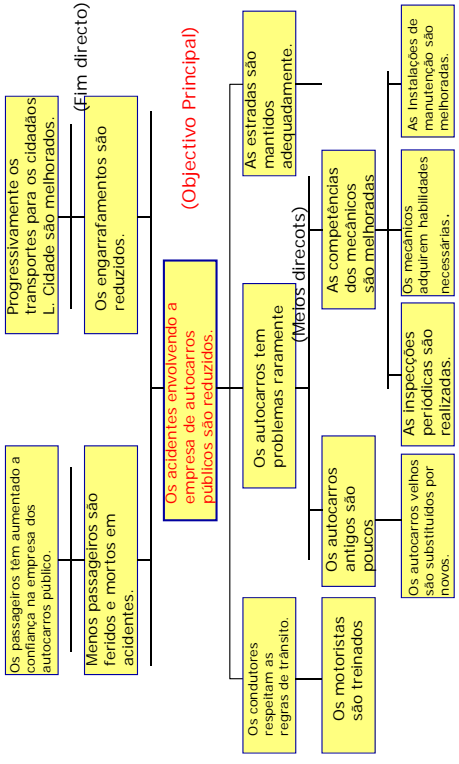 Os passageiros têm aumentado a
confiança na empresa dos
autocarros público.
Progressivamente os
transportes para os cidadãos
L. Cidade são melhorados.
Menos passageiros são
feridos e mortos em
acidentes.
Os engarrafamentos são
reduzidos.
(Fim directo)
Os acidentes envolvendo a
empresa de autocarros
públicos são reduzidos.
(Objectivo Principal)
Os condutores
respeitam as
regras de trânsito.
Os autocarros tem
problemas raramente
As estradas são
mantidos
adequadamente.
(Meios direcots)
Os motoristas
são treinados
Os autocarros
antigos são
poucos
As competências
dos mecânicos
são melhoradas
Os autocarros velhos
são substituídos por
novos.
As inspecções
periódicas são
realizadas.
Os mecânicos
adquirem habilidades
necessárias.
As Instalações de
manutenção são
melhoradas.